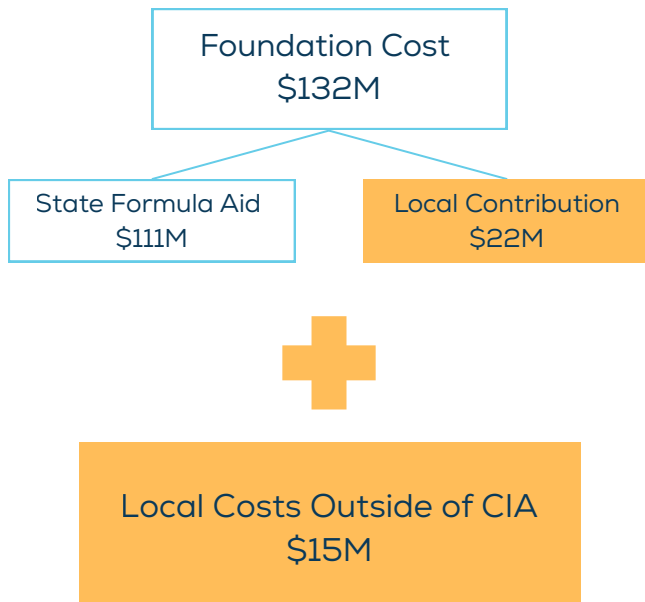 Foundation Cost
$132M
State Formula Aid
$111M
Local Contribution
$22M
Local Costs Outside of CIA
$15M